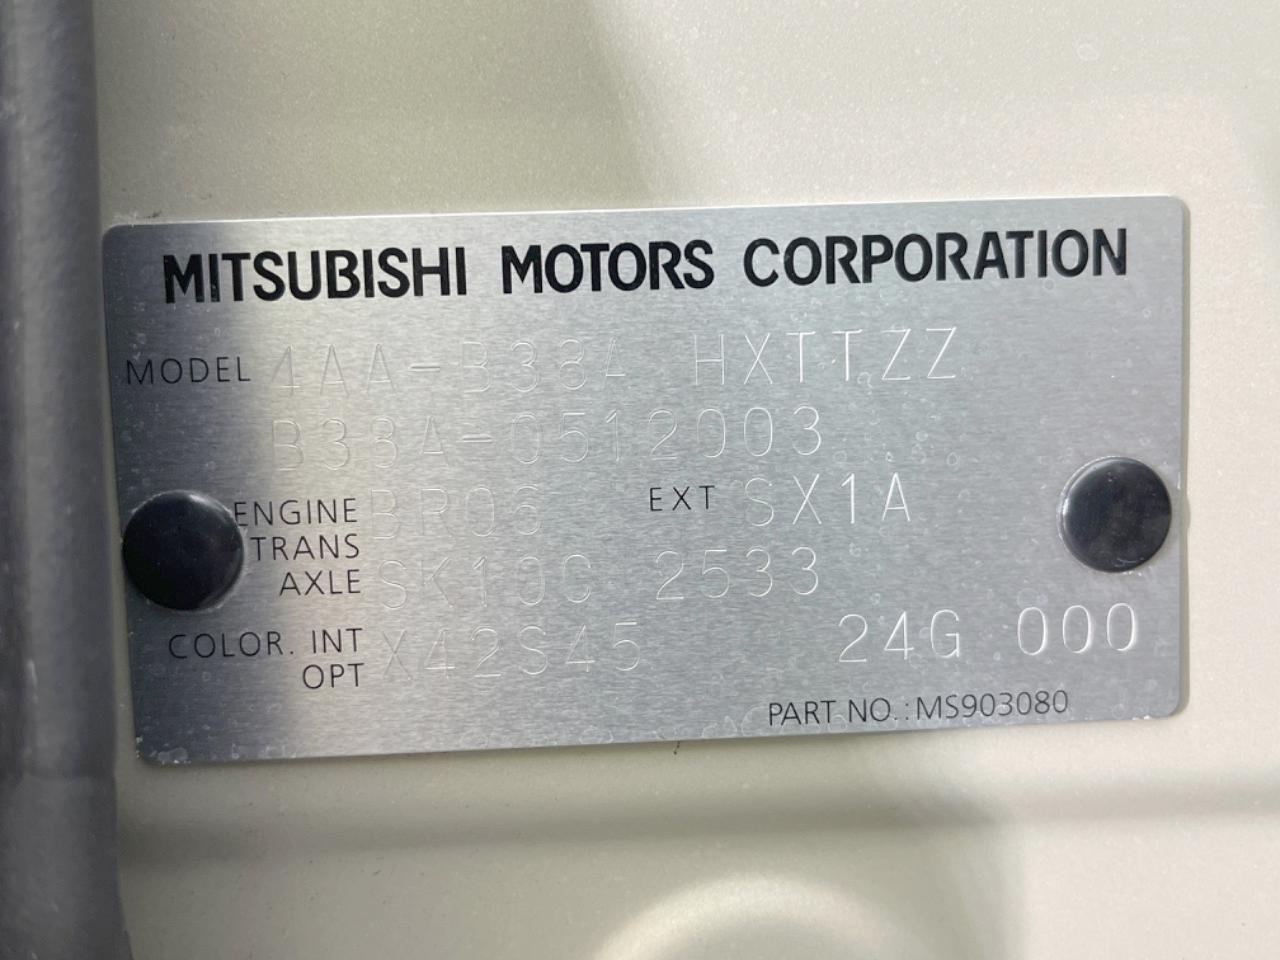 MITSUBISHI MOTORS CORPORATION
MODEL 4AA-B38A HXTTZZ
B38A-0512003
ENGINE BR06 EXT SX1A
TRANS
AXLE SK10C 2533
COLOR. INT X42S45 24G 000
OPT
PART NO.:MS903080